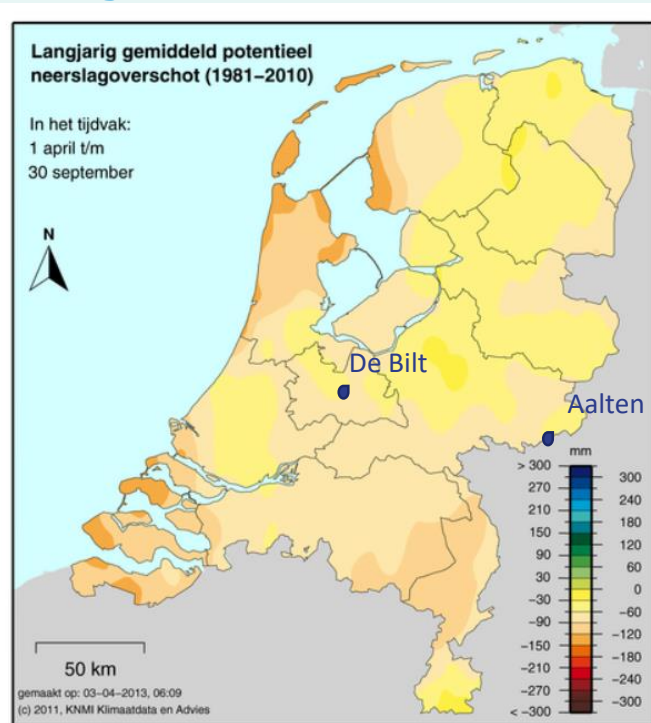 Langjarig gemiddeld potentieel
neerslagoverschot (1981–2010)
In het tijdvak:
1 april t/m
30 september
N
De Bilt
Aalten
mm
> 300
300
270
240
210
180
150
120
90
60
30
0
−30
−60
−90
−120
−150
−180
−210
−240
−270
−300
< −300
50 km
gemaakt op: 03−04−2013, 06:09
(c) 2011, KNMI Klimaatdata en Advies